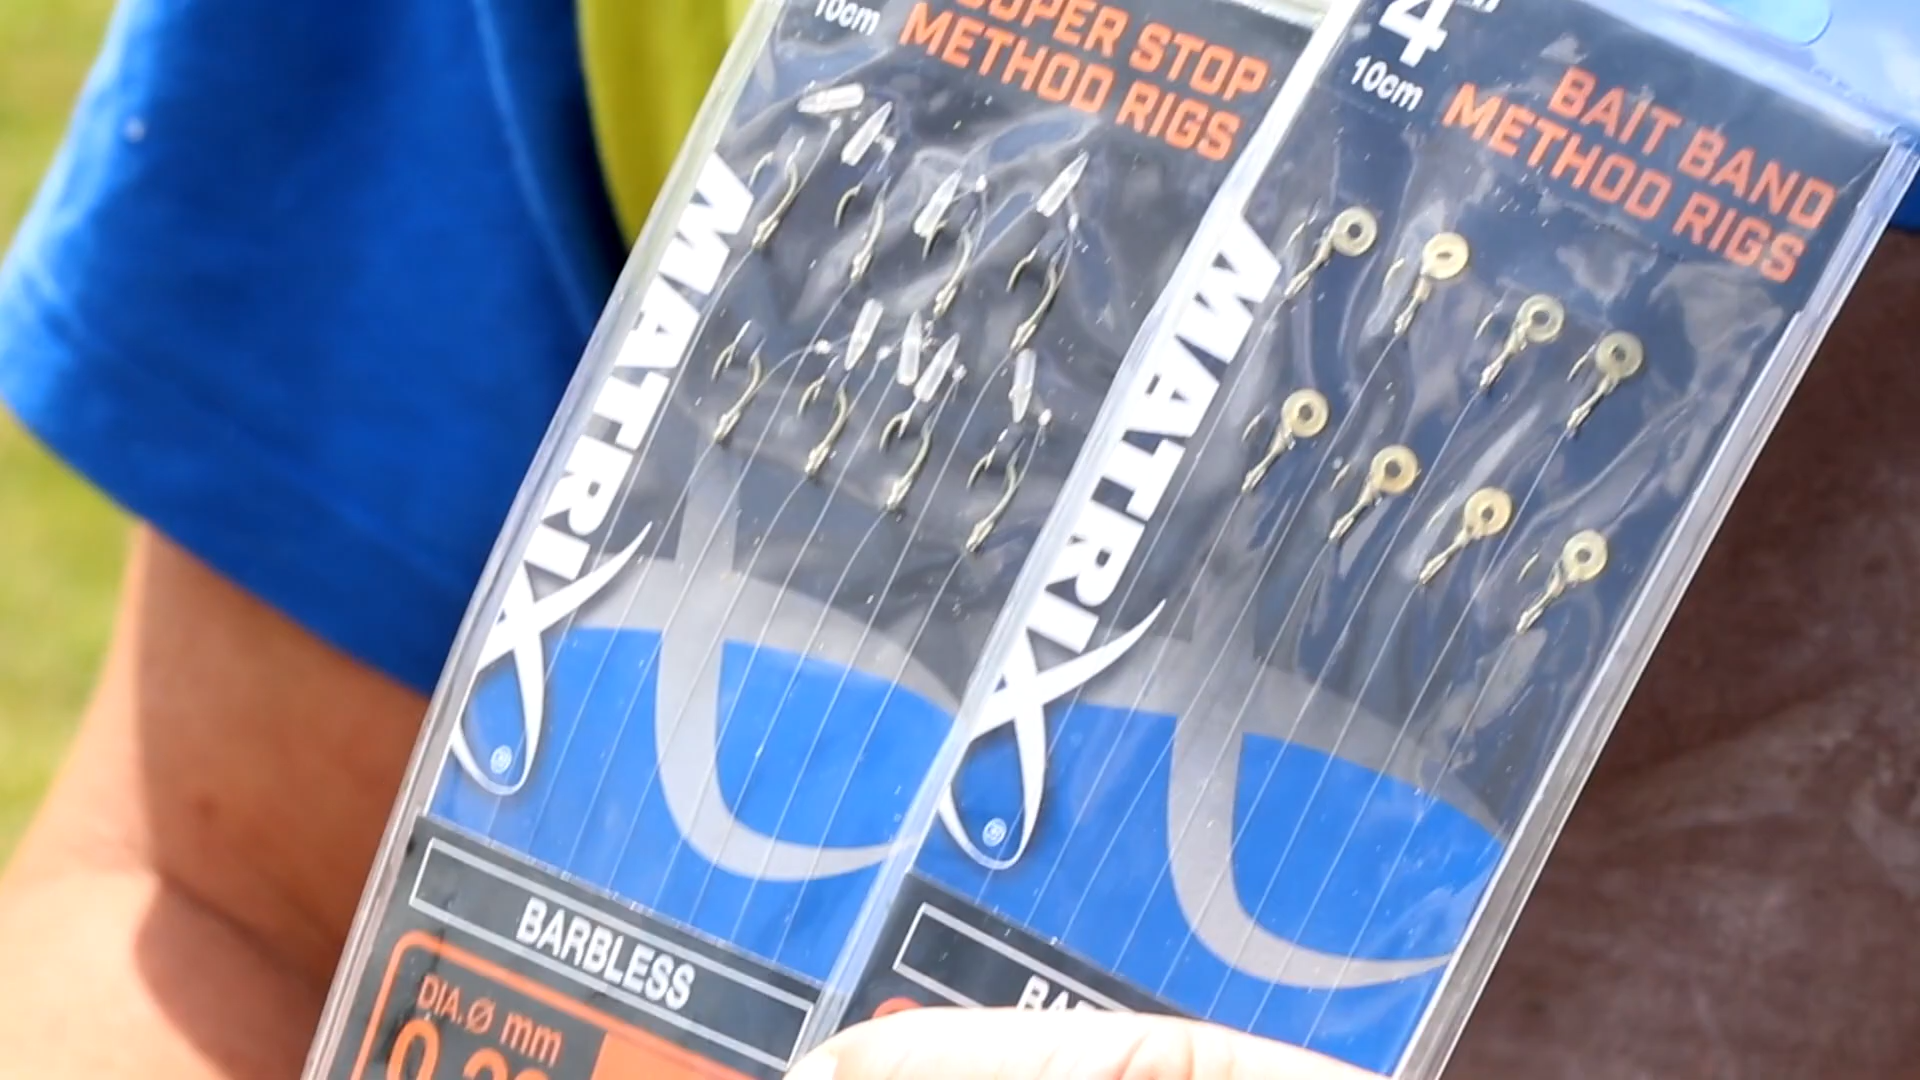 10cm
SUPER STOP
METHOD RIGS
MATRIX
BARBLESS
DIA.Ø mm
4"
10cm
BAIT BAND
METHOD RIGS
MATRIX